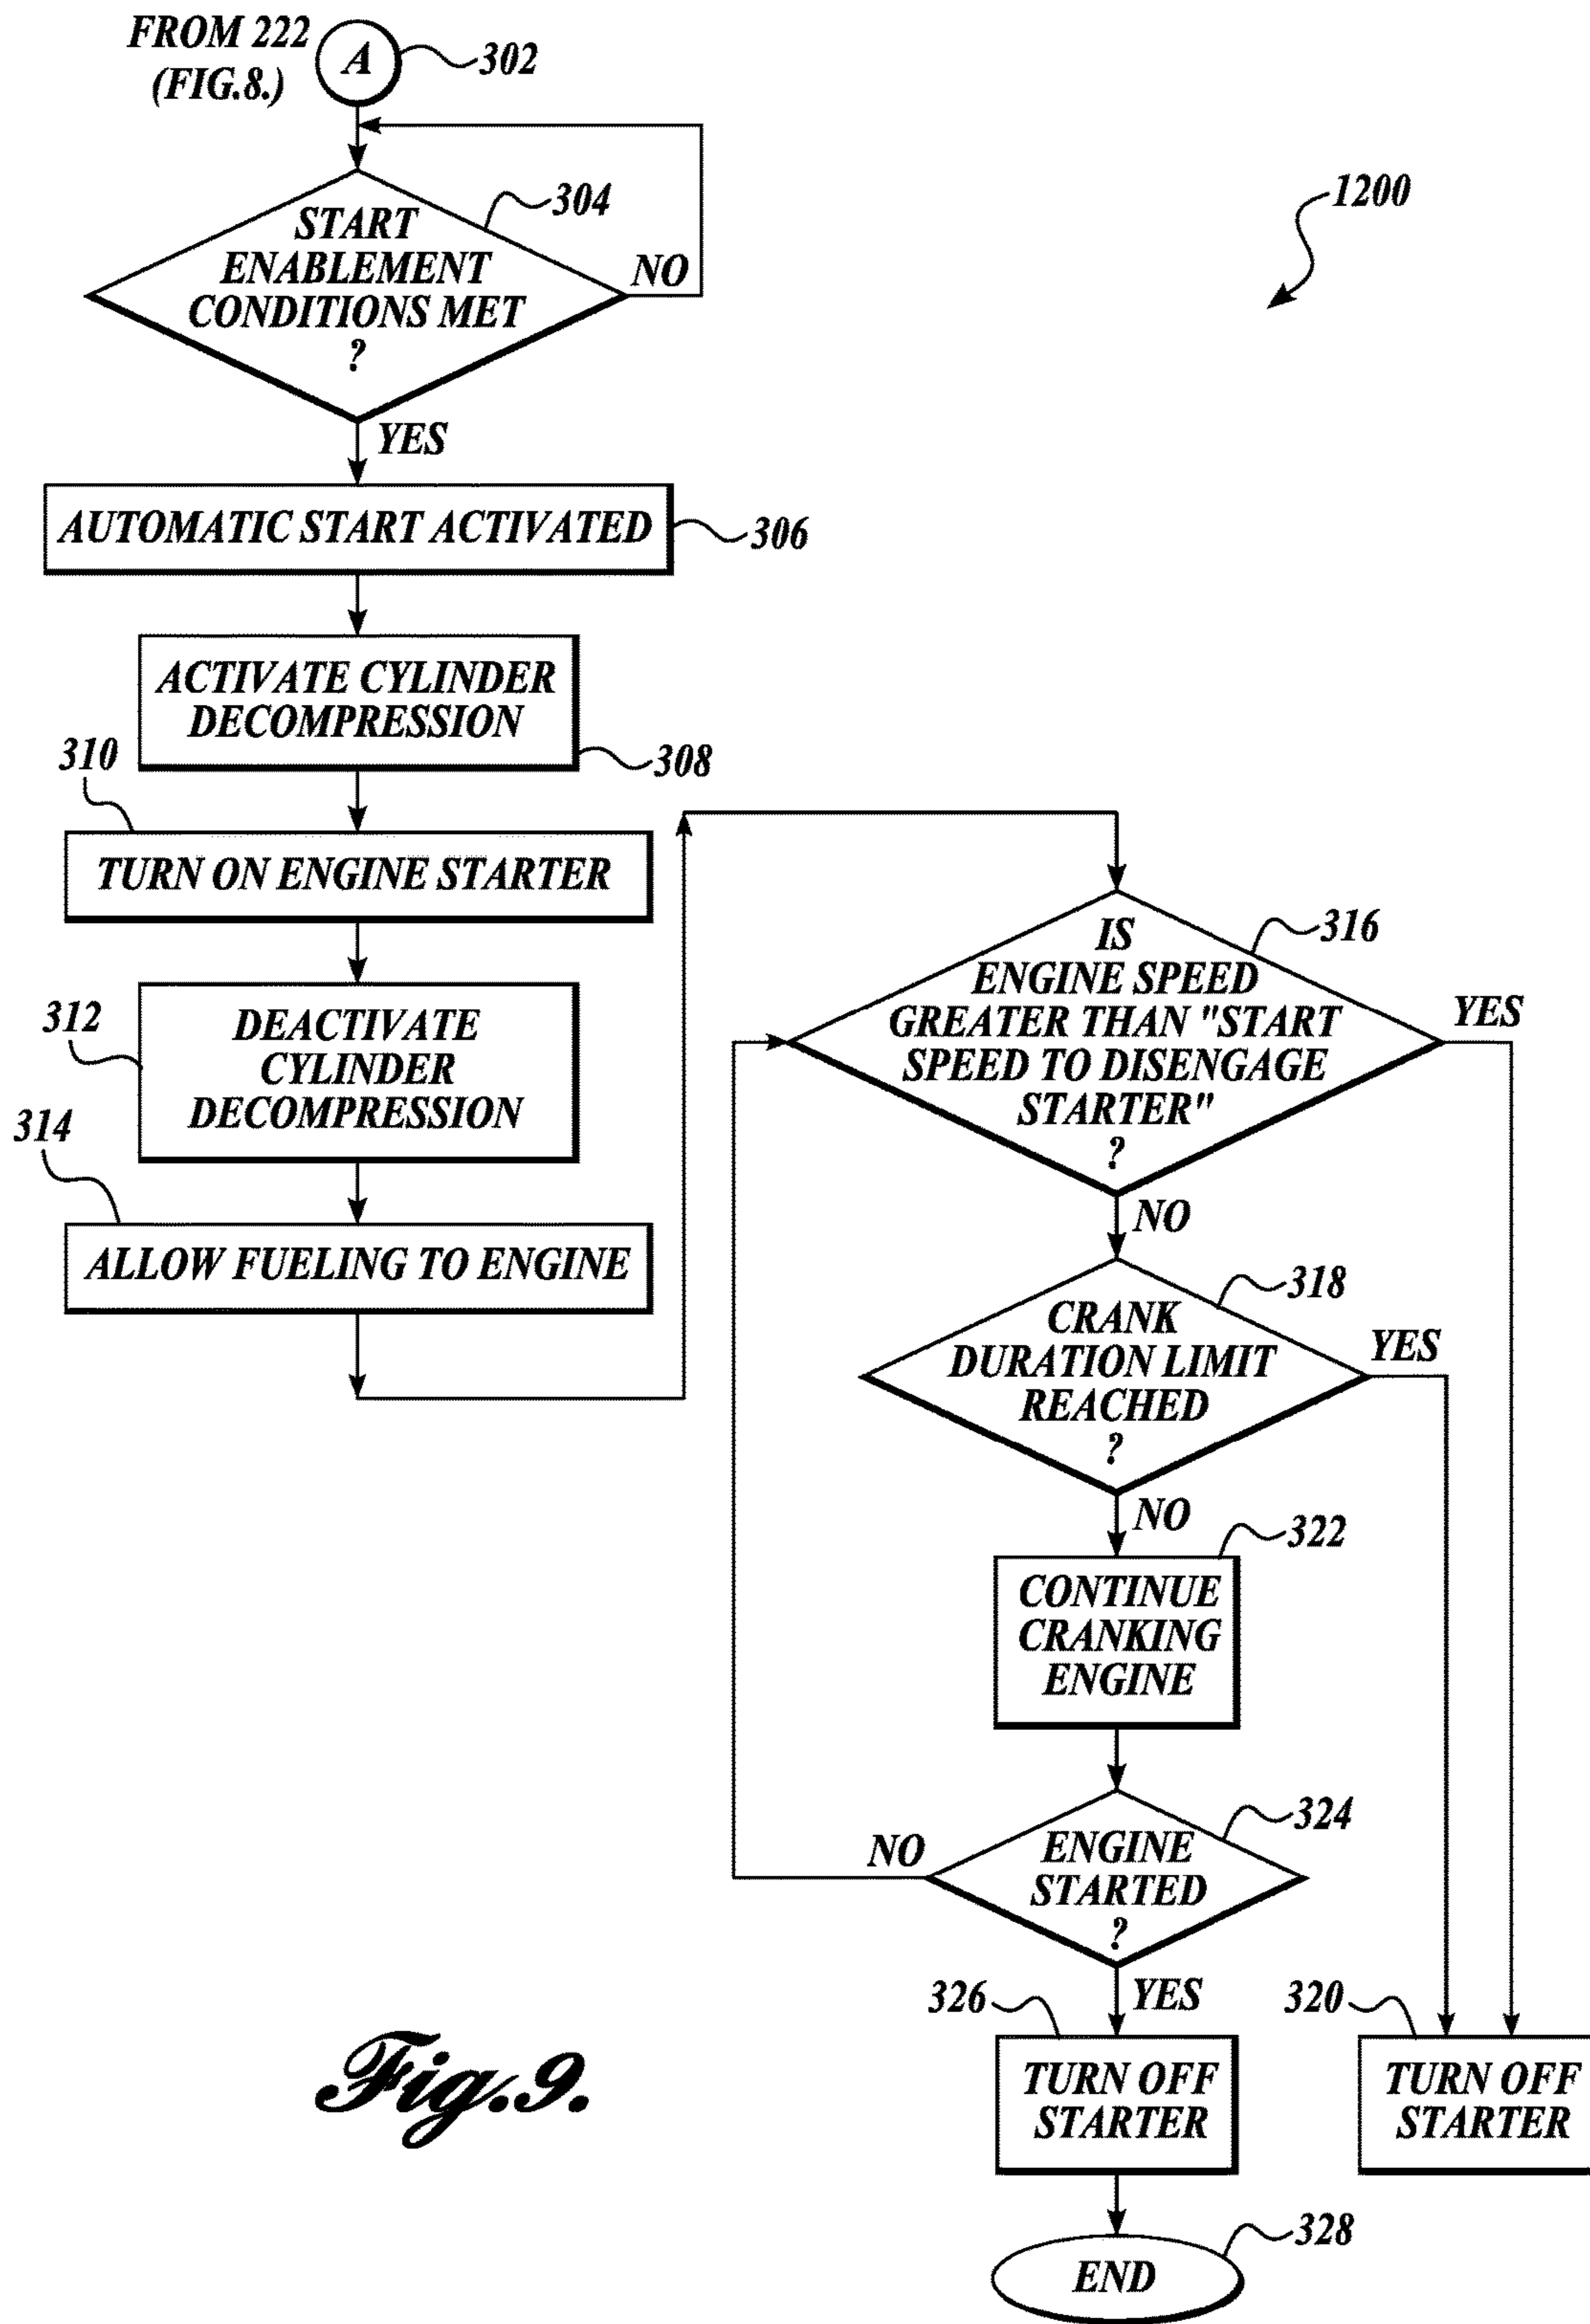 FROM 222
(FIG.8.)
A
302
304
START
ENABLEMENT
CONDITIONS MET
?
NO
YES
1200
AUTOMATIC START ACTIVATED
306
ACTIVATE CYLINDER
DECOMPRESSION
308
310
TURN ON ENGINE STARTER
312
DEACTIVATE
CYLINDER
DECOMPRESSION
314
ALLOW FUELING TO ENGINE
316
IS
ENGINE SPEED
GREATER THAN "START
SPEED TO DISENGAGE
STARTER"
?
YES
NO
318
CRANK
DURATION LIMIT
REACHED
?
YES
NO
322
CONTINUE
CRANKING
ENGINE
324
ENGINE
STARTED
?
NO
YES
326
TURN OFF
STARTER
320
TURN OFF
STARTER
328
END
Fig.9.